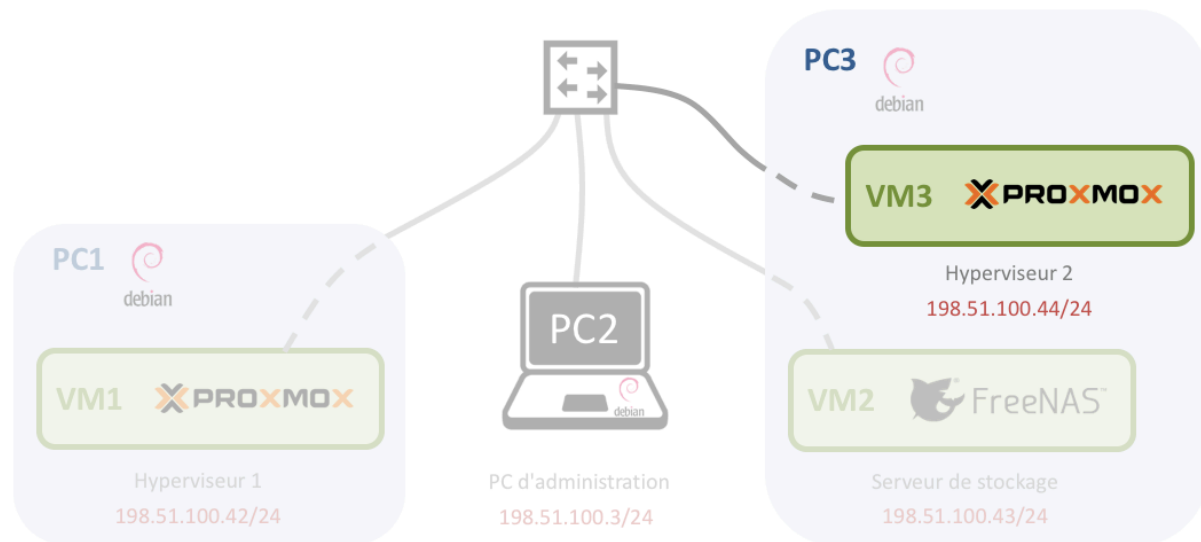 PC3
debian
VM3 PROXMOX
Hyperviseur 2
198.51.100.44/24
PC1
debian
VM1 PROXMOX
Hyperviseur 1
198.51.100.42/24
PC2
debian
PC d'administration
198.51.100.3/24
VM2 FreeNAS™
Serveur de stockage
198.51.100.43/24